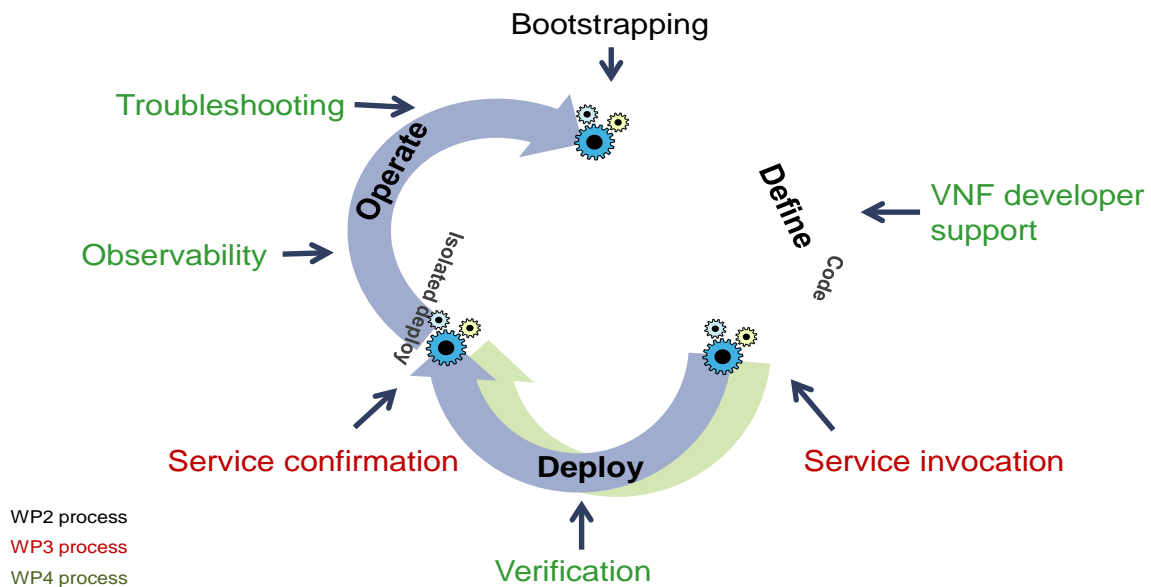 Bootstrapping
Troubleshooting
Operate
Define
VNF developer
support
Observability
Isolated deploy
Code
Service confirmation
Deploy
Service invocation
WP2 process
WP3 process
WP4 process
Verification